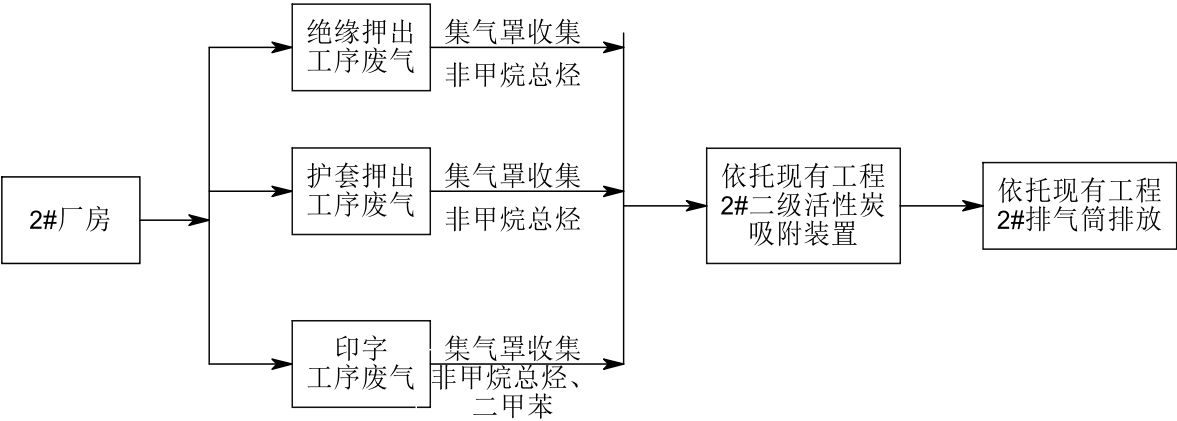 2#厂房
绝缘押出
工序废气
集气罩收集
非甲烷总烃
护套押出
工序废气
集气罩收集
非甲烷总烃
印字
工序废气
集气罩收集
非甲烷总烃、
二甲苯
依托现有工程
2#二级活性炭
吸附装置
依托现有工程
2#排气筒排放